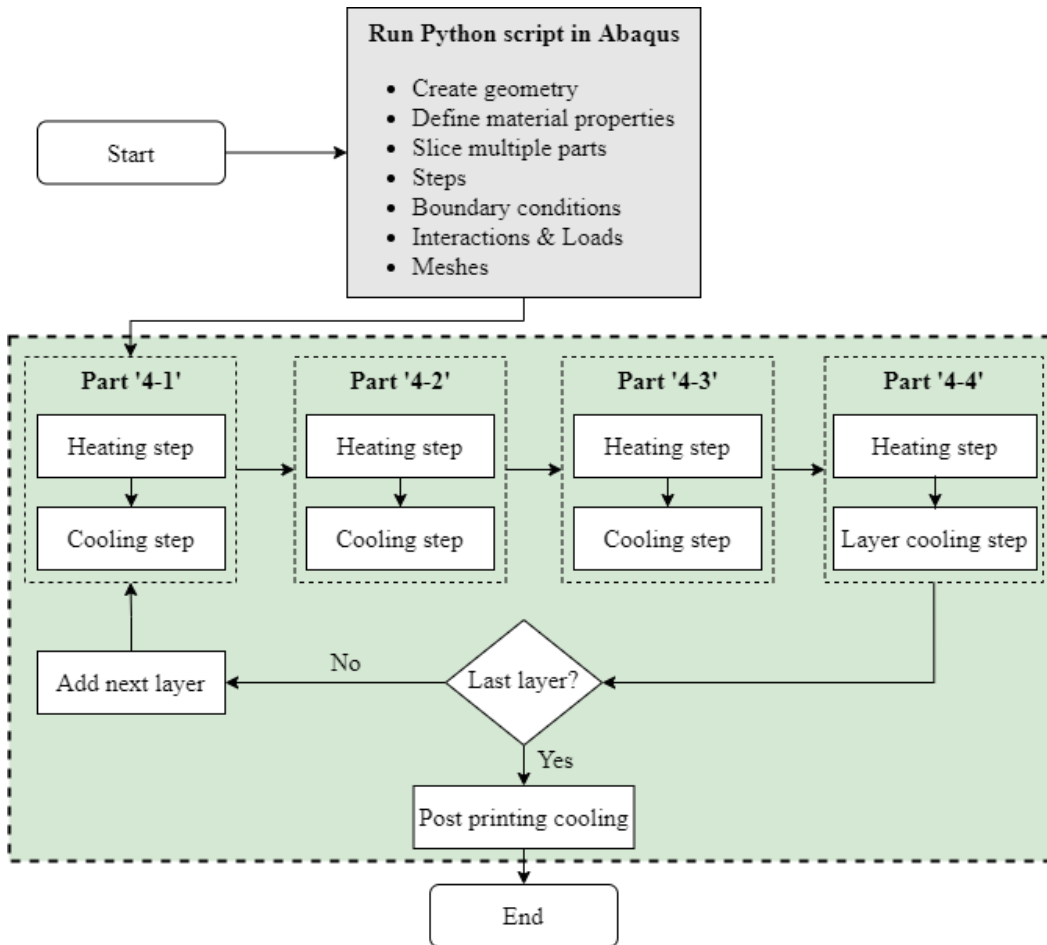 Run Python script in Abaqus
• Create geometry
• Define material properties
• Slice multiple parts
• Steps
• Boundary conditions
• Interactions & Loads
• Meshes
Start
Part '4-1'
Heating step
Cooling step
Part '4-2'
Heating step
Cooling step
Part '4-3'
Heating step
Cooling step
Part '4-4'
Heating step
Layer cooling step
Add next layer
No
Last layer?
Yes
Post printing cooling
End